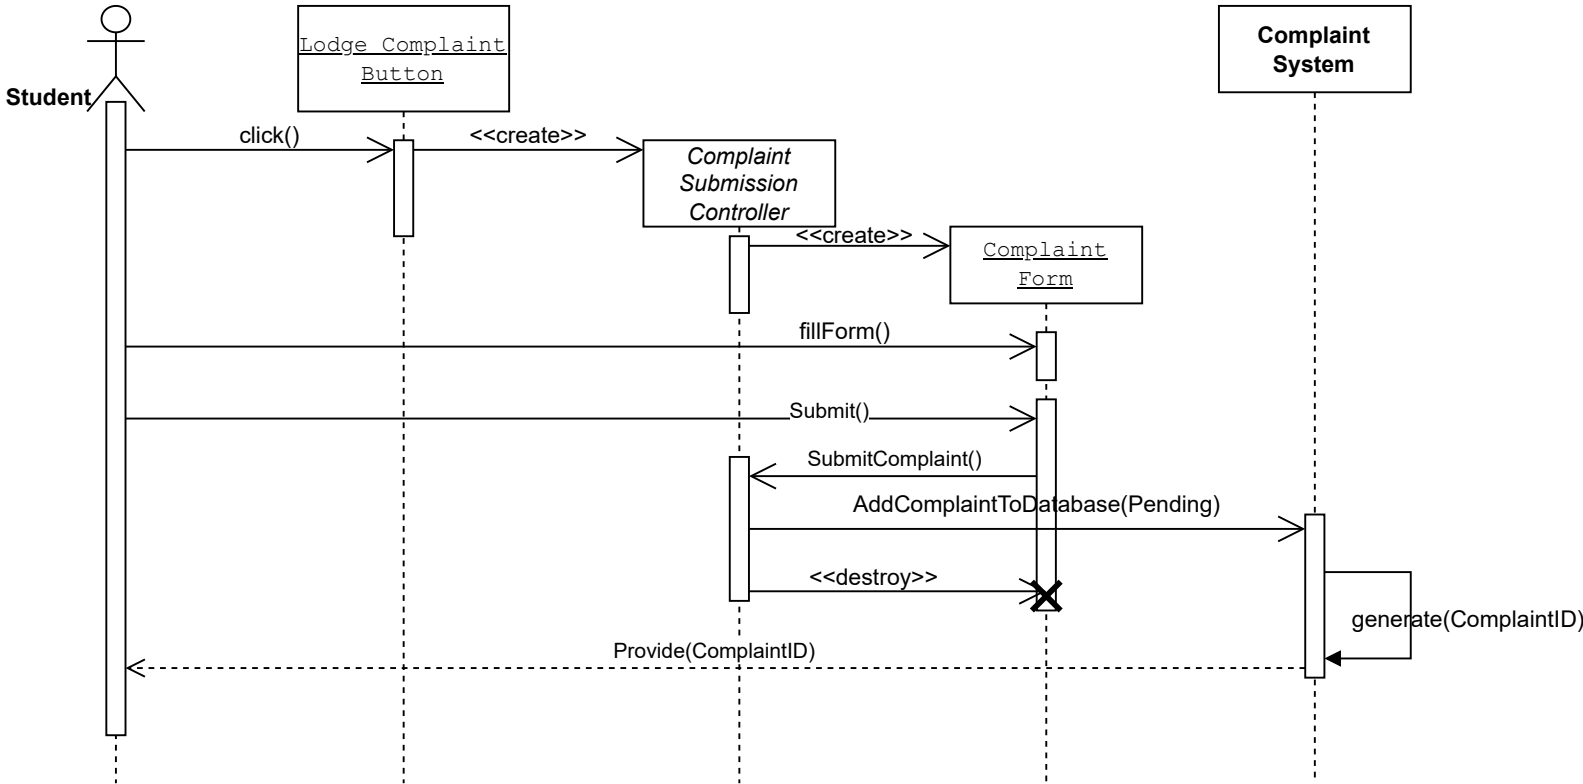 Lodge Complaint
Button
Complaint
System
Student
click()
<<create>>
Complaint
Submission
Controller
<<create>>
Complaint
Form
fillForm()
Submit()
SubmitComplaint()
AddComplaintToDatabase(Pending)
<<destroy>>
generate(ComplaintID)
Provide(ComplaintID)